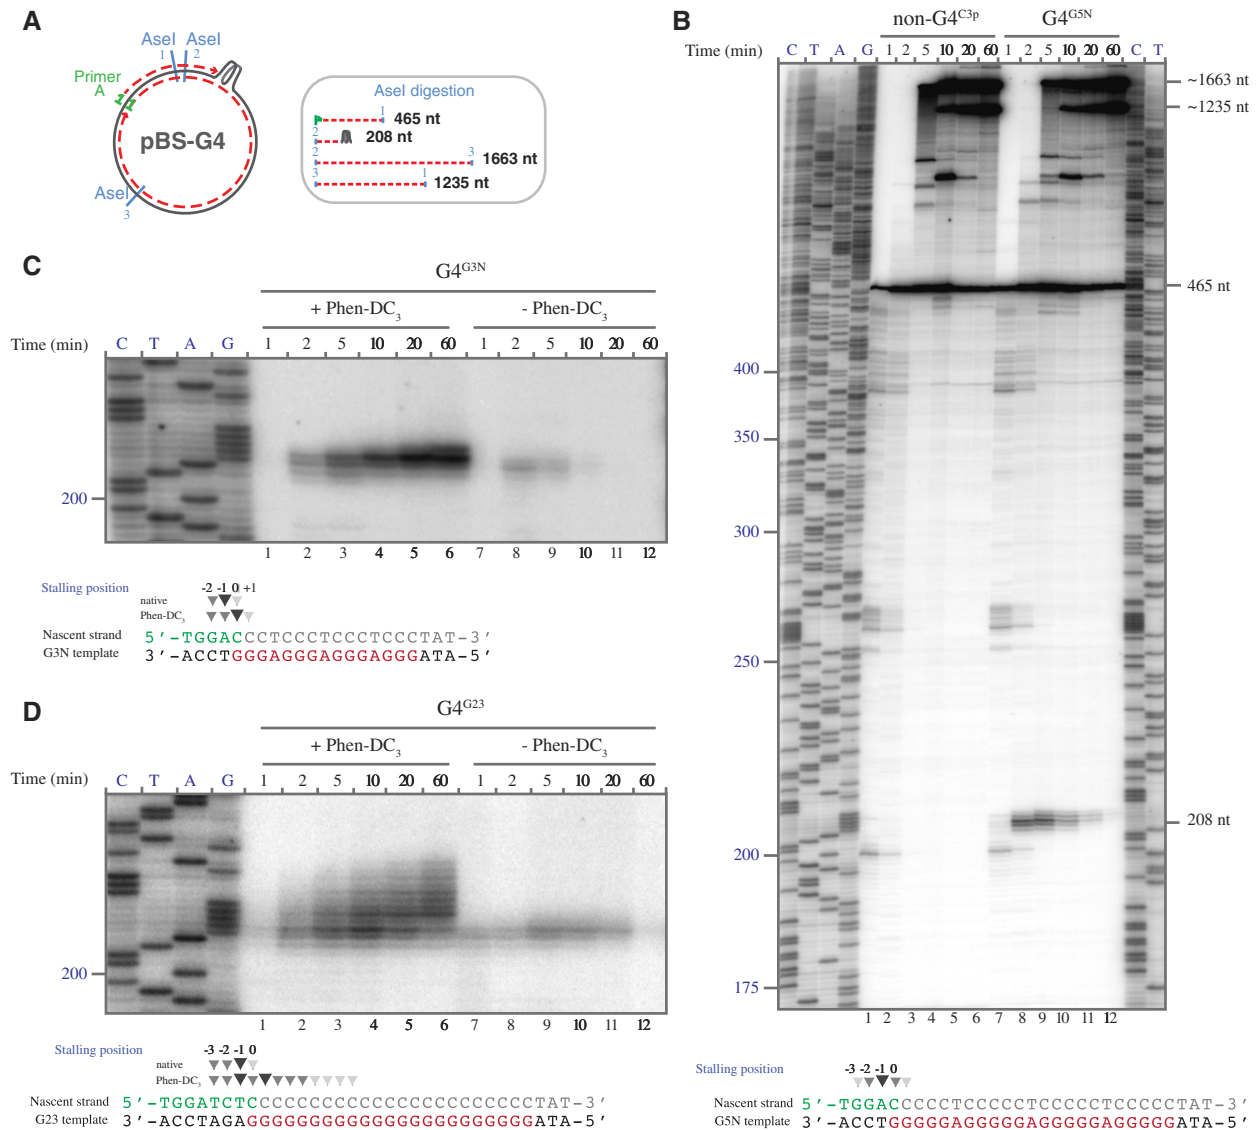 A
AseI AseI
1 2
Primer
A
pBS-G4
AseI
3
AseI digestion
1
465 nt
2
208 nt
2 3
1663 nt
3 1
1235 nt
B
non-G4C3p G4G5N
Time (min) C T A G 1 2 5 10 20 60 1 2 5 10 20 60 C T
~1663 nt
~1235 nt
465 nt
400
350
300
250
208 nt
200
175
1 2 3 4 5 6 7 8 9 10 11 12
Stalling position -3 -2 -1 0
Nascent strand 5'-TGGACCCCCTCCCCCTCCCCCTCCCCCTAT-3'
G5N template 3'-ACCTGGGGGAGGGGGAGGGGGAGGGGGATA-5'
C
G4G3N
+ Phen-DC3 - Phen-DC3
Time (min) C T A G 1 2 5 10 20 60 1 2 5 10 20 60
200
1 2 3 4 5 6 7 8 9 10 11 12
Stalling position -2 -1 0 +1
native
Phen-DC3
Nascent strand 5'-TGGACCCTCCCTCCCTCCCTAT-3'
G3N template 3'-ACCTGGGAGGGAGGGAGGGATA-5'
D
G4G23
+ Phen-DC3 - Phen-DC3
Time (min) C T A G 1 2 5 10 20 60 1 2 5 10 20 60
200
1 2 3 4 5 6 7 8 9 10 11 12
Stalling position -3 -2 -1 0
native
Phen-DC3
Nascent strand 5'-TGGATCTCCCCCCCCCCCCCCCCCCCCCCTAT-3'
G23 template 3'-ACCTAGAGGGGGGGGGGGGGGGGGGGGGGATA-5'